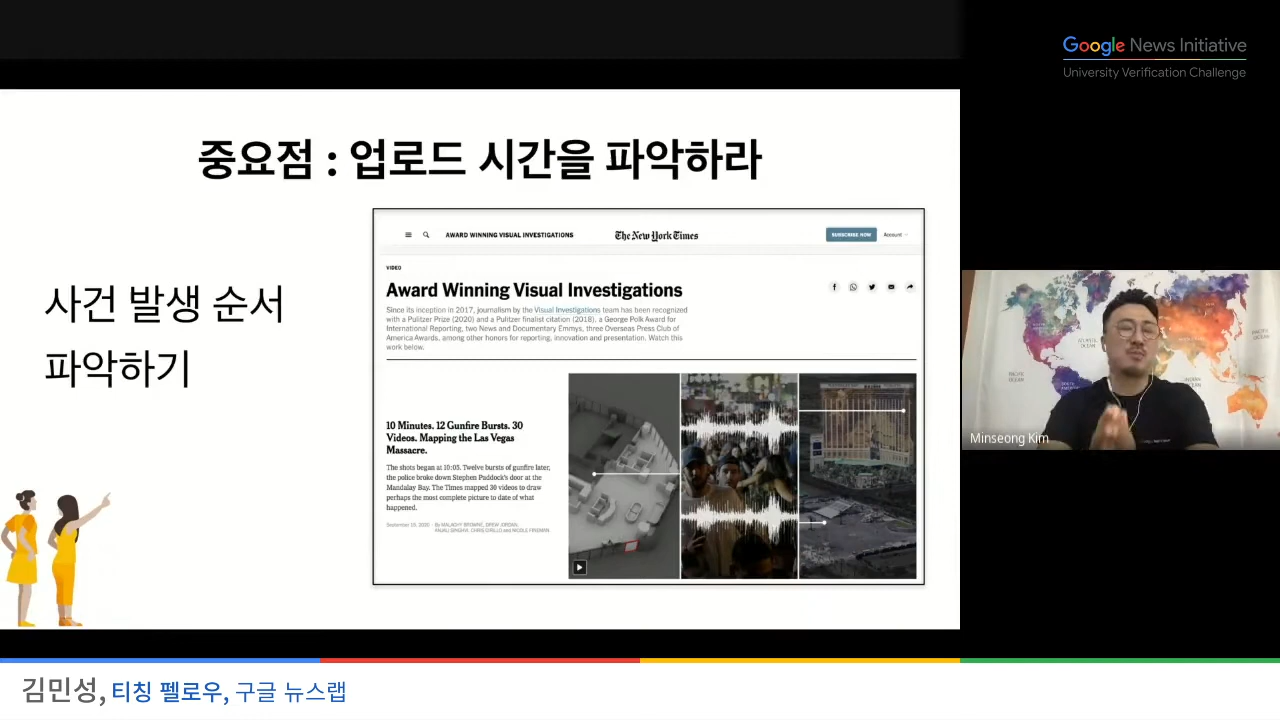 Google News Initiative
University Verification Challenge
중요점 : 업로드 시간을 파악하라
사건 발생 순서
파악하기
AWARD WINNING VISUAL INVESTIGATIONS
The New York Times
SUBSCRIBE NOW
Account
VIDEO
Award Winning Visual Investigations
Since its inception in 2017, journalism by the Visual Investigations team has been recognized
with a Pulitzer Prize (2020) and a Pulitzer finalist citation (2018), a George Polk Award for
International Reporting, two News and Documentary Emmys, three Overseas Press Club of
America Awards, among other honors for reporting, innovation and presentation. Watch this
work below.
10 Minutes. 12 Gunfire Bursts. 30
Videos. Mapping the Las Vegas
Massacre.
The shots began at 10:05. Twelve bursts of gunfire later,
the police broke down Stephen Paddock's door at the
Mandalay Bay. The Times mapped 30 videos to draw
perhaps the most complete picture to date of what
happened.
PACIFIC
OCEAN
ATLANTIC
OCEAN
Minseong Kim
김민성, 티칭 펠로우, 구글 뉴스랩